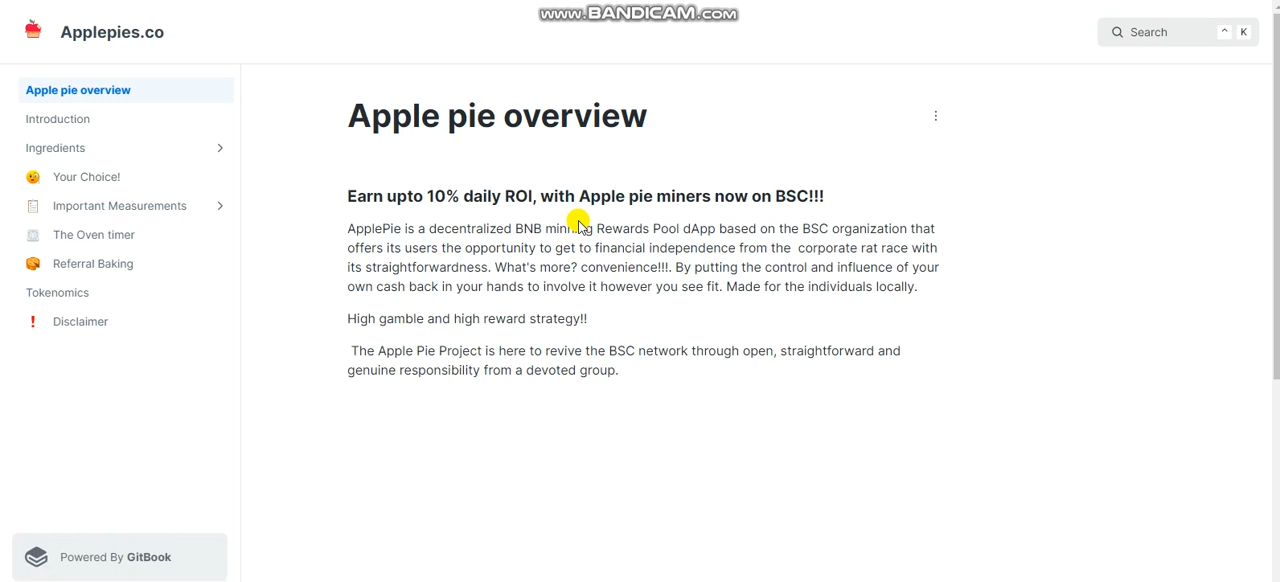 www.BANDICAM.com
Applepies.co
Search ^ K
Apple pie overview
Introduction
Ingredients
Your Choice!
Important Measurements
The Oven timer
Referral Baking
Tokenomics
Disclaimer
Powered By GitBook
Apple pie overview
Earn upto 10% daily ROI, with Apple pie miners now on BSC!!!
ApplePie is a decentralized BNB minning Rewards Pool dApp based on the BSC organization that
offers its users the opportunity to get to financial independence from the corporate rat race with
its straightforwardness. What's more? convenience!!!. By putting the control and influence of your
own cash back in your hands to involve it however you see fit. Made for the individuals locally.
High gamble and high reward strategy!!
The Apple Pie Project is here to revive the BSC network through open, straightforward and
genuine responsibility from a devoted group.